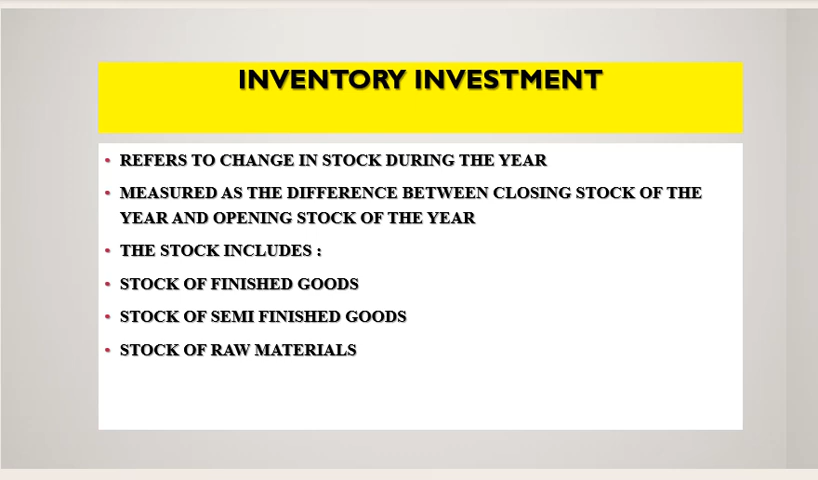 INVENTORY INVESTMENT
• REFERS TO CHANGE IN STOCK DURING THE YEAR
• MEASURED AS THE DIFFERENCE BETWEEN CLOSING STOCK OF THE
YEAR AND OPENING STOCK OF THE YEAR
• THE STOCK INCLUDES :
• STOCK OF FINISHED GOODS
• STOCK OF SEMI FINISHED GOODS
• STOCK OF RAW MATERIALS